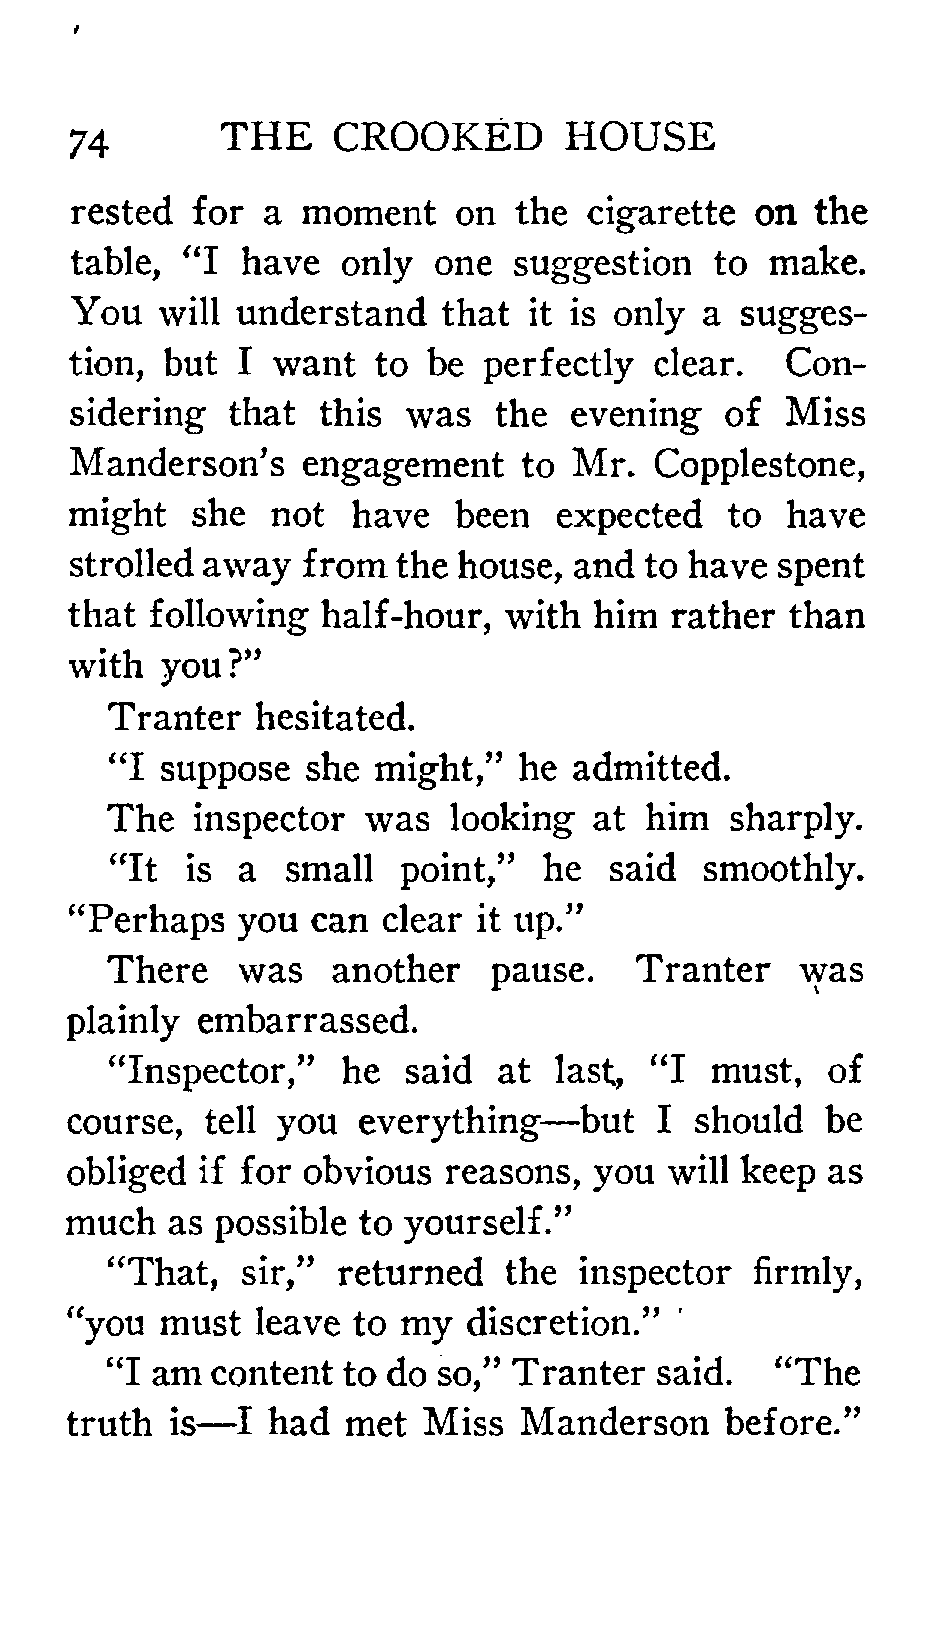 74 THE CROOKED HOUSE
rested for a moment on the cigarette on the
table, "I have only one suggestion to make.
You will understand that it is only a sugges-
tion, but I want to be perfectly clear. Con-
sidering that this was the evening of Miss
Manderson's engagement to Mr. Copplestone,
might she not have been expected to have
strolled away from the house, and to have spent
that following half-hour, with him rather than
with you?"
Tranter hesitated.
"I suppose she might," he admitted.
The inspector was looking at him sharply.
"It is a small point," he said smoothly.
"Perhaps you can clear it up."
There was another pause. Tranter was
plainly embarrassed.
"Inspector," he said at last, "I must, of
course, tell you everything—but I should be
obliged if for obvious reasons, you will keep as
much as possible to yourself."
"That, sir," returned the inspector firmly,
"you must leave to my discretion."
"I am content to do so," Tranter said. "The
truth is—I had met Miss Manderson before."